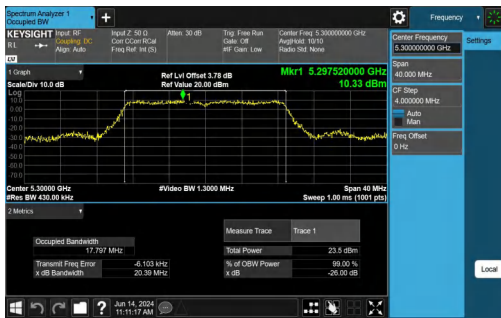 Spectrum Analyzer 1
Occupied BW
+
Frequency
KEYSIGHT Input: RF Input Z: 50 Ω Atten: 30 dB Trig: Free Run Center Freq: 5.300000000 GHz
RL Coupling: DC Corr CCorr RCal Gate: Off Avg|Hold: 10/10
Align: Auto Freq Ref: Int (S) #IF Gain: Low Radio Std: None
LM
Center Frequency
5.300000000 GHz
Settings
Span
40.000 MHz
CF Step
4.000000 MHz
Auto
Man
Freq Offset
0 Hz
Local
1 Graph
Ref Lvl Offset 3.78 dB Mkr1 5.297520000 GHz
Scale/Div 10.0 dB Ref Value 20.00 dBm 10.33 dBm
Log
10.0
0.00
-10.0
-20.0
-30.0
-40.0
-50.0
-60.0
-70.0
1
Center 5.30000 GHz #Video BW 1.3000 MHz Span 40 MHz
#Res BW 430.00 kHz Sweep 1.00 ms (1001 pts)
2 Metrics
Measure Trace Trace 1
Occupied Bandwidth
17.797 MHz Total Power 23.5 dBm
Transmit Freq Error -6.103 kHz % of OBW Power 99.00 %
x dB Bandwidth 20.39 MHz x dB -26.00 dB
? Jun 14, 2024
11:11:17 AM